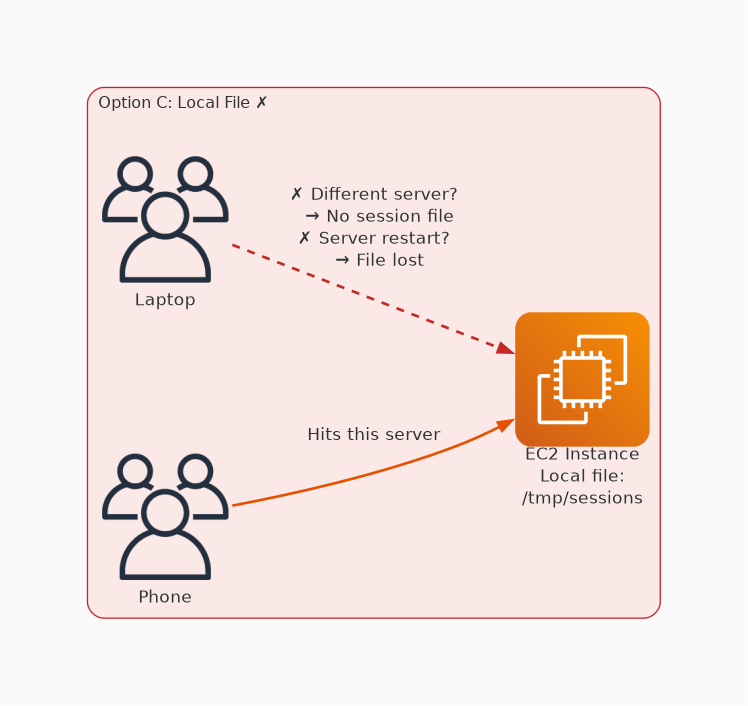 Option C: Local File ✗
✗ Different server?
→ No session file
✗ Server restart?
→ File lost
Laptop
Hits this server
EC2 Instance
Local file:
/tmp/sessions
Phone